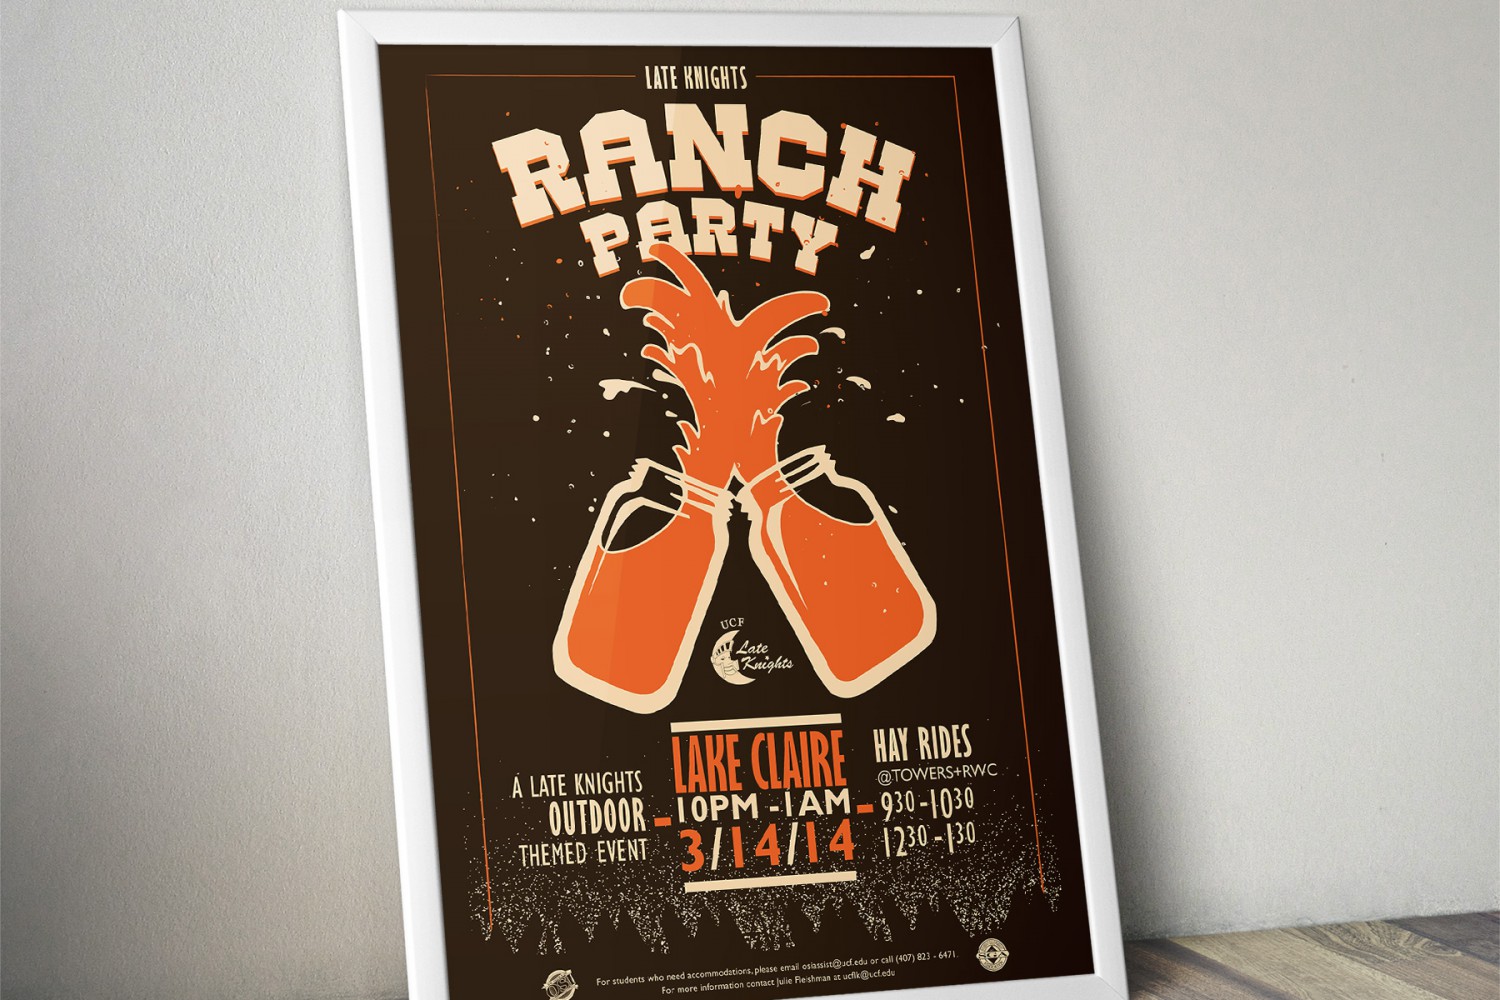 LATE KNIGHTS
RANCH
PARTY
UCF
Late
Knights
A LATE KNIGHTS
OUTDOOR
THEMED EVENT
LAKE CLAIRE
10PM - 1AM
3/14/14
HAY RIDES
@TOWERS+RWC
930 - 1030
1230 - 130
For students who need accommodations, please email osiassist@ucf.edu or call (407) 823 - 6471.
For more information contact Julie Fleishman at ucflk@ucf.edu